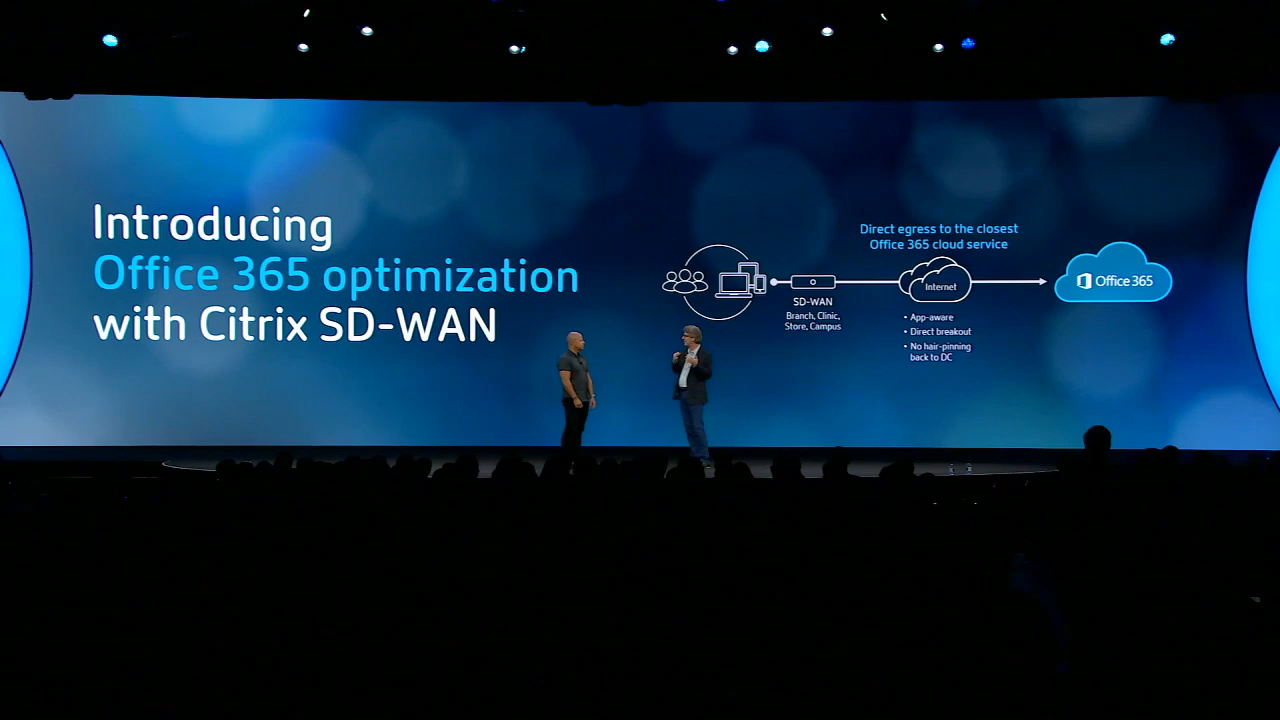 Introducing
Office 365 optimization
with Citrix SD-WAN
Direct egress to the closest
Office 365 cloud service
Internet
Office 365
SD-WAN
Branch, Clinic,
Store, Campus
• App-aware
• Direct breakout
• No hair-pinning
back to DC